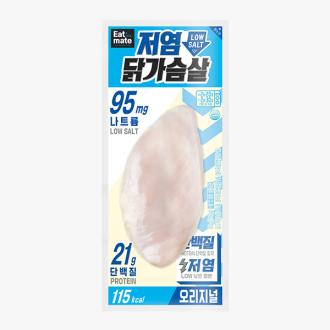 Eat
mate
저염
LOW
SALT
닭가슴살
95mg
나트륨
LOW SALT
21g
단백질
PROTEIN
단백질
저염
115kcal
오리지널